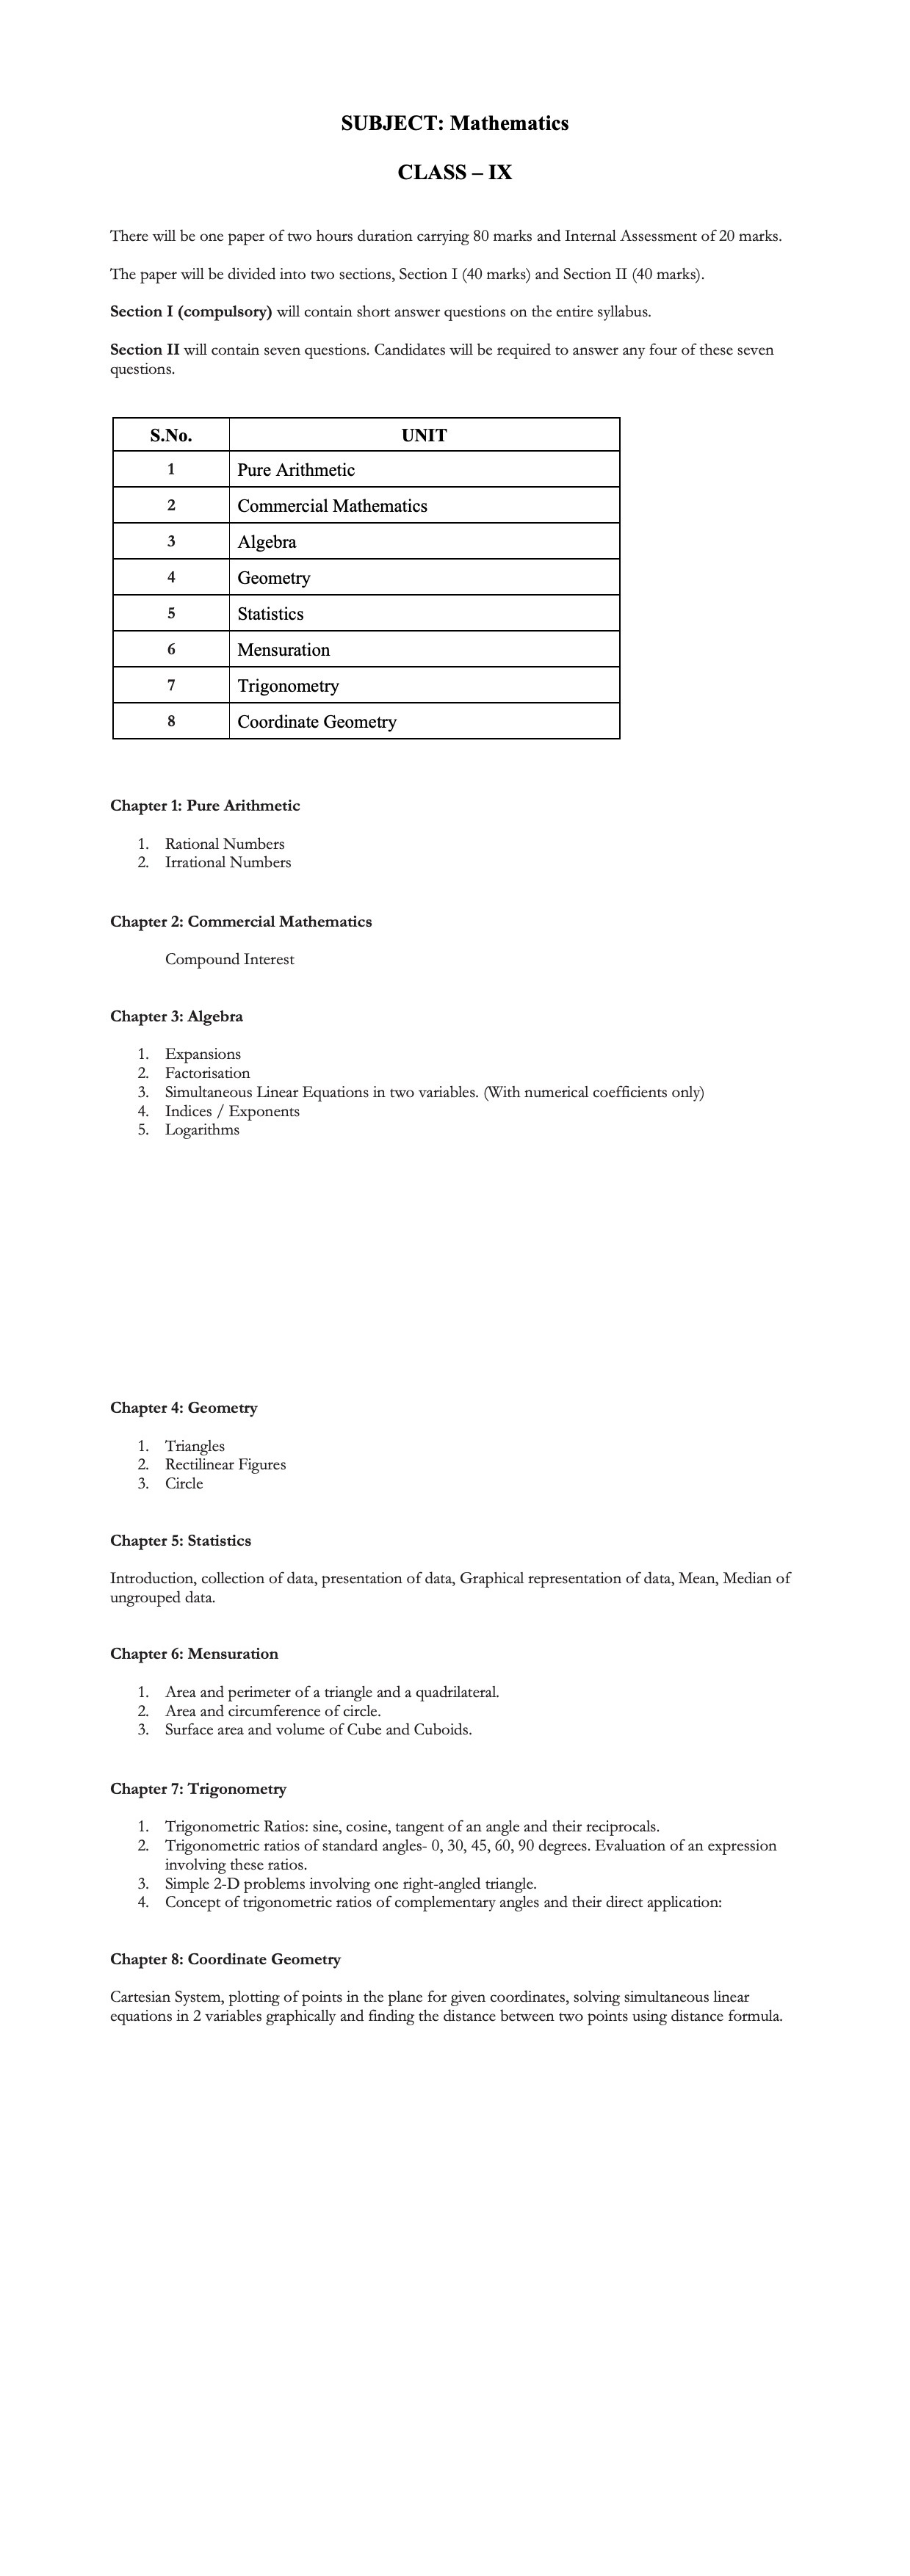 SUBJECT: Mathematics
CLASS – IX
There will be one paper of two hours duration carrying 80 marks and Internal Assessment of 20 marks.
The paper will be divided into two sections, Section I (40 marks) and Section II (40 marks).
Section I (compulsory) will contain short answer questions on the entire syllabus.
Section II will contain seven questions. Candidates will be required to answer any four of these seven
questions.
S.No. UNIT
1 Pure Arithmetic
2 Commercial Mathematics
3 Algebra
4 Geometry
5 Statistics
6 Mensuration
7 Trigonometry
8 Coordinate Geometry
Chapter 1: Pure Arithmetic
1. Rational Numbers
2. Irrational Numbers
Chapter 2: Commercial Mathematics
Compound Interest
Chapter 3: Algebra
1. Expansions
2. Factorisation
3. Simultaneous Linear Equations in two variables. (With numerical coefficients only)
4. Indices / Exponents
5. Logarithms
Chapter 4: Geometry
1. Triangles
2. Rectilinear Figures
3. Circle
Chapter 5: Statistics
Introduction, collection of data, presentation of data, Graphical representation of data, Mean, Median of
ungrouped data.
Chapter 6: Mensuration
1. Area and perimeter of a triangle and a quadrilateral.
2. Area and circumference of circle.
3. Surface area and volume of Cube and Cuboids.
Chapter 7: Trigonometry
1. Trigonometric Ratios: sine, cosine, tangent of an angle and their reciprocals.
2. Trigonometric ratios of standard angles- 0, 30, 45, 60, 90 degrees. Evaluation of an expression
involving these ratios.
3. Simple 2-D problems involving one right-angled triangle.
4. Concept of trigonometric ratios of complementary angles and their direct application:
Chapter 8: Coordinate Geometry
Cartesian System, plotting of points in the plane for given coordinates, solving simultaneous linear
equations in 2 variables graphically and finding the distance between two points using distance formula.